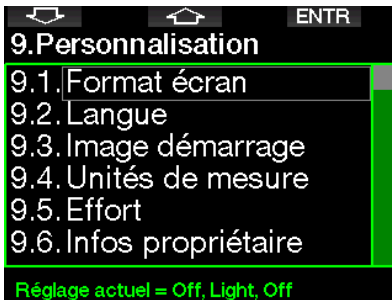 ENTR
9.Personnalisation
9.1.Format écran
9.2.Langue
9.3.Image démarrage
9.4.Unités de mesure
9.5.Effort
9.6.Infos propriétaire
Réglage actuel = Off, Light, Off